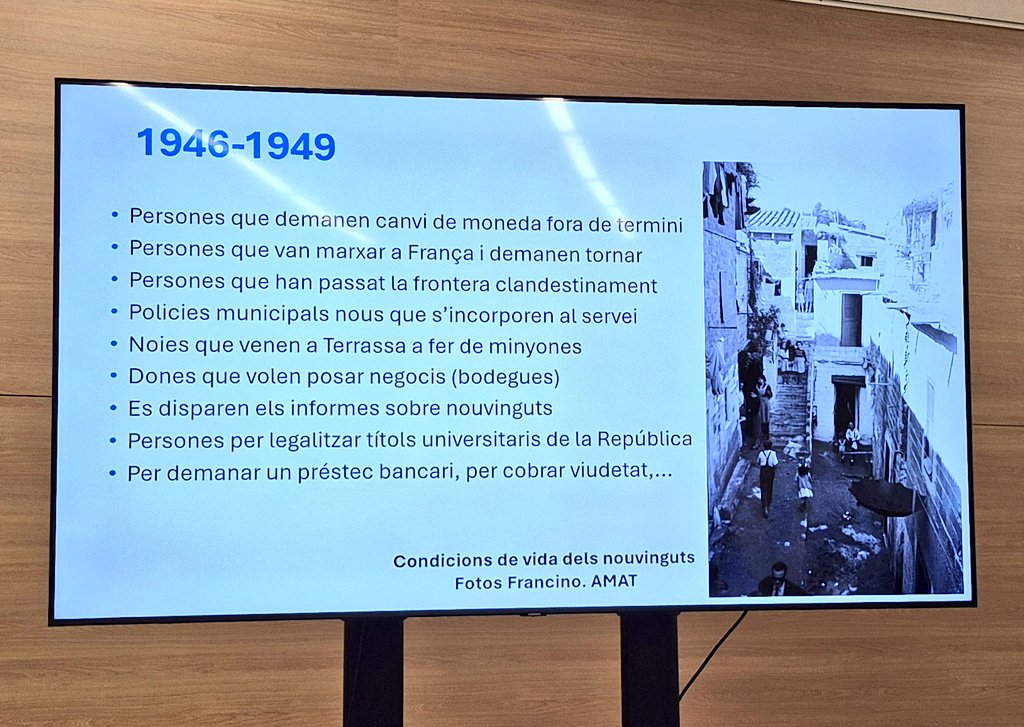 1946-1949
• Persones que demanen canvi de moneda fora de termini
• Persones que van marxar a França i demanen tornar
• Persones que han passat la frontera clandestinament
• Policies municipals nous que s’incorporen al servei
• Noies que venen a Terrassa a fer de minyones
• Dones que volen posar negocis (bodegues)
• Es disparen els informes sobre nouvinguts
• Persones per legalitzar títols universitaris de la República
• Per demanar un préstec bancari, per cobrar viudetat,...
Condicions de vida dels nouvinguts
Fotos Francino. AMAT